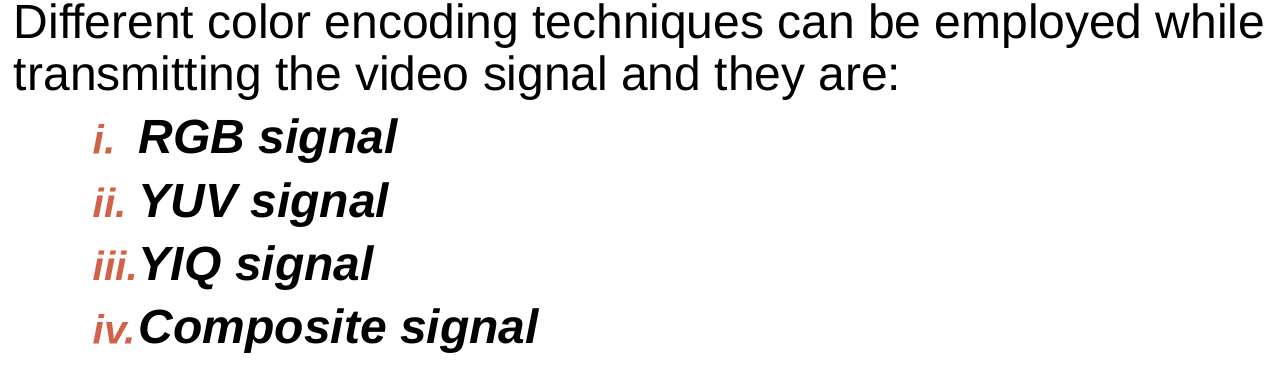 Different color encoding techniques can be employed while
transmitting the video signal and they are:
i. RGB signal
ii. YUV signal
iii. YIQ signal
iv. Composite signal